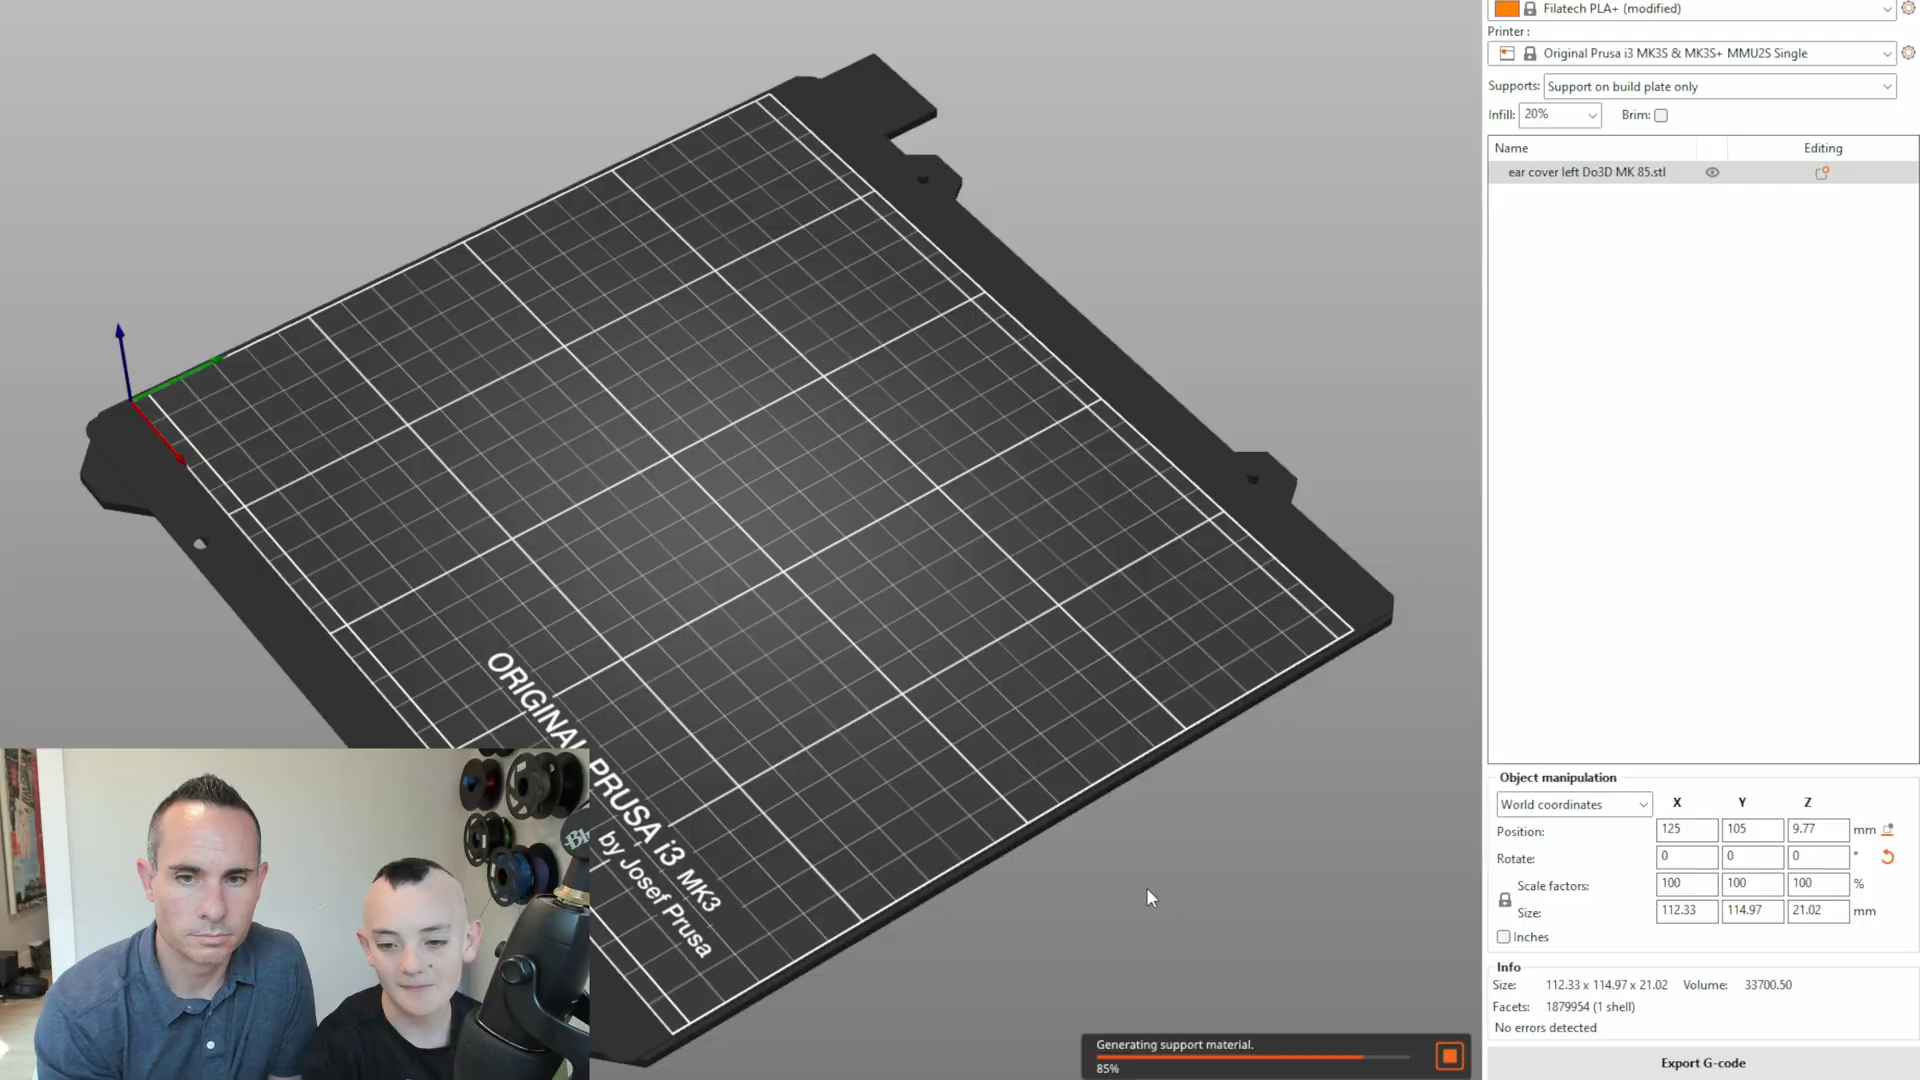 Filatech PLA+ (modified)
Printer :
Original Prusa i3 MK3S & MK3S+ MMU2S Single
Supports: Support on build plate only
Infill: 20% Brim:
Name Editing
ear cover left Do3D MK 85.stl
ORIGINAL PRUSA i3 MK3
by Josef Prusa
Object manipulation
World coordinates X Y Z
Position: 125 105 9.77 mm
Rotate: 0 0 0 °
Scale factors: 100 100 100 %
Size: 112.33 114.97 21.02 mm
Inches
Info
Size: 112.33 x 114.97 x 21.02 Volume: 33700.50
Facets: 1879954 (1 shell)
No errors detected
Generating support material.
85%
Export G-code